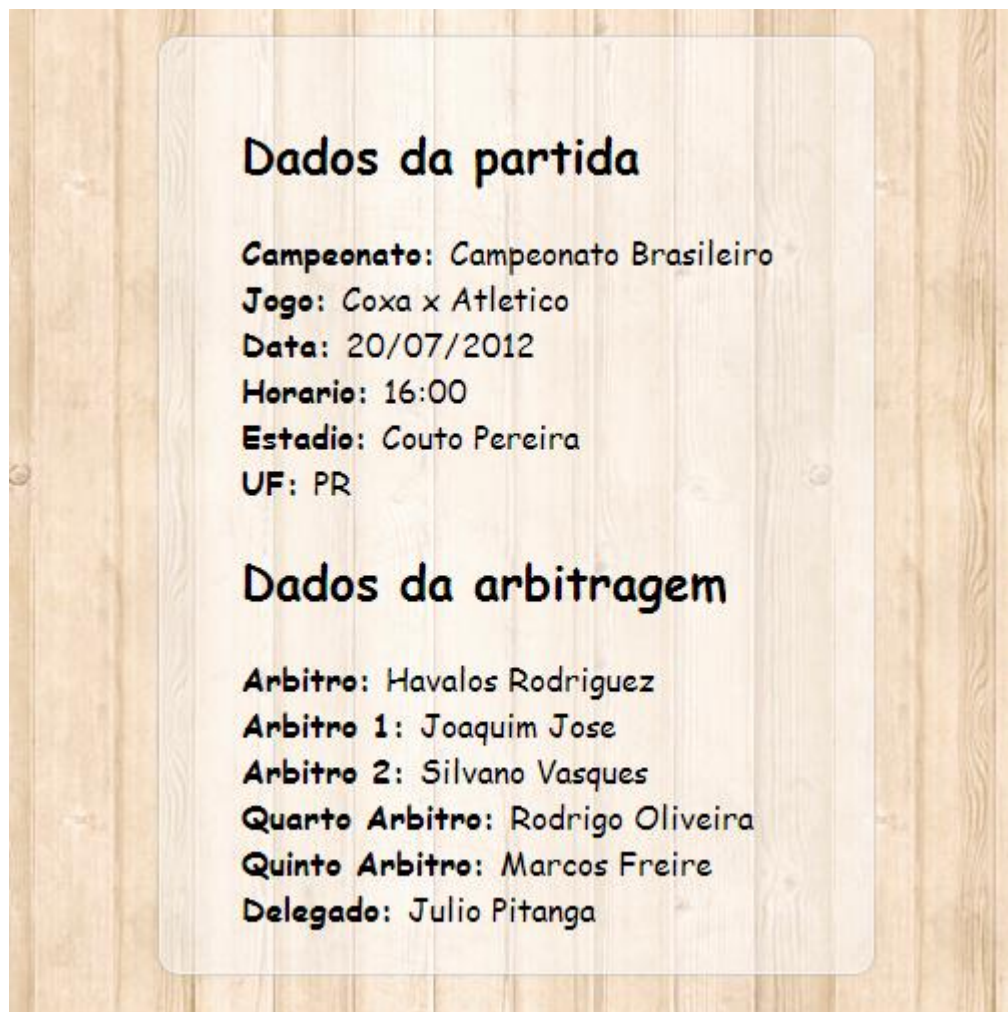 Dados da partida
Campeonato: Campeonato Brasileiro
Jogo: Coxa x Atletico
Data: 20/07/2012
Horario: 16:00
Estadio: Couto Pereira
UF: PR
Dados da arbitragem
Arbitro: Havalos Rodriguez
Arbitro 1: Joaquim Jose
Arbitro 2: Silvano Vasques
Quarto Arbitro: Rodrigo Oliveira
Quinto Arbitro: Marcos Freire
Delegado: Julio Pitanga